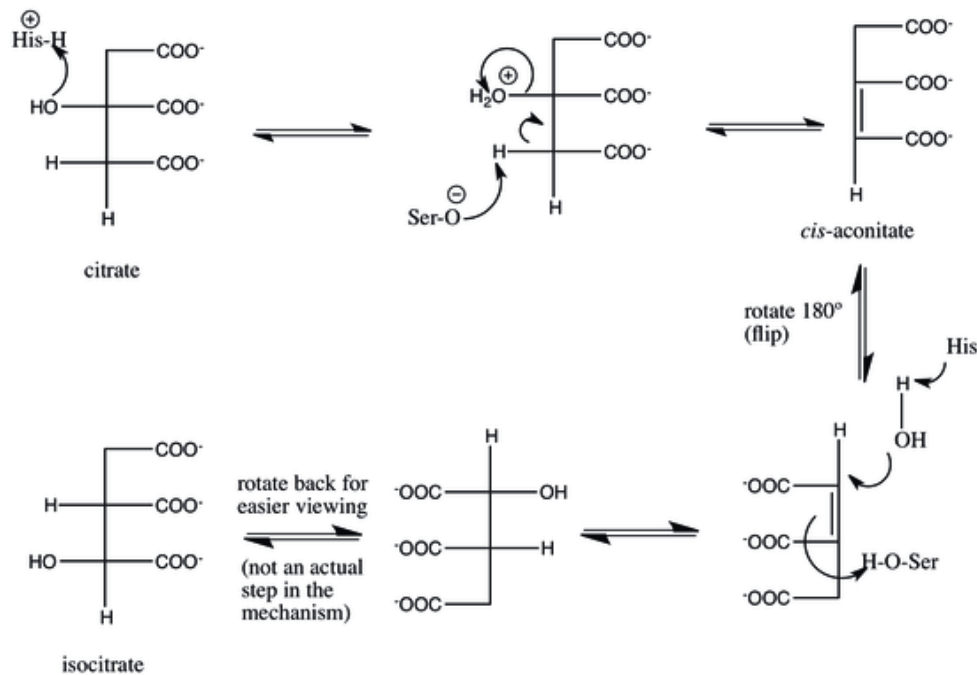 ⊕
His-H
COO⁻
HO
COO⁻
H
COO⁻
H
citrate
COO⁻
⊕
H₂O
COO⁻
H
COO⁻
⊖
Ser-O
H
COO⁻
COO⁻
H
cis-aconitate
rotate 180º
(flip)
His
H
OH
H
⁻OOC
⁻OOC
H-O-Ser
⁻OOC
H
⁻OOC
OH
⁻OOC
H
⁻OOC
rotate back for
easier viewing
(not an actual
step in the
mechanism)
COO⁻
H
COO⁻
HO
COO⁻
H
isocitrate